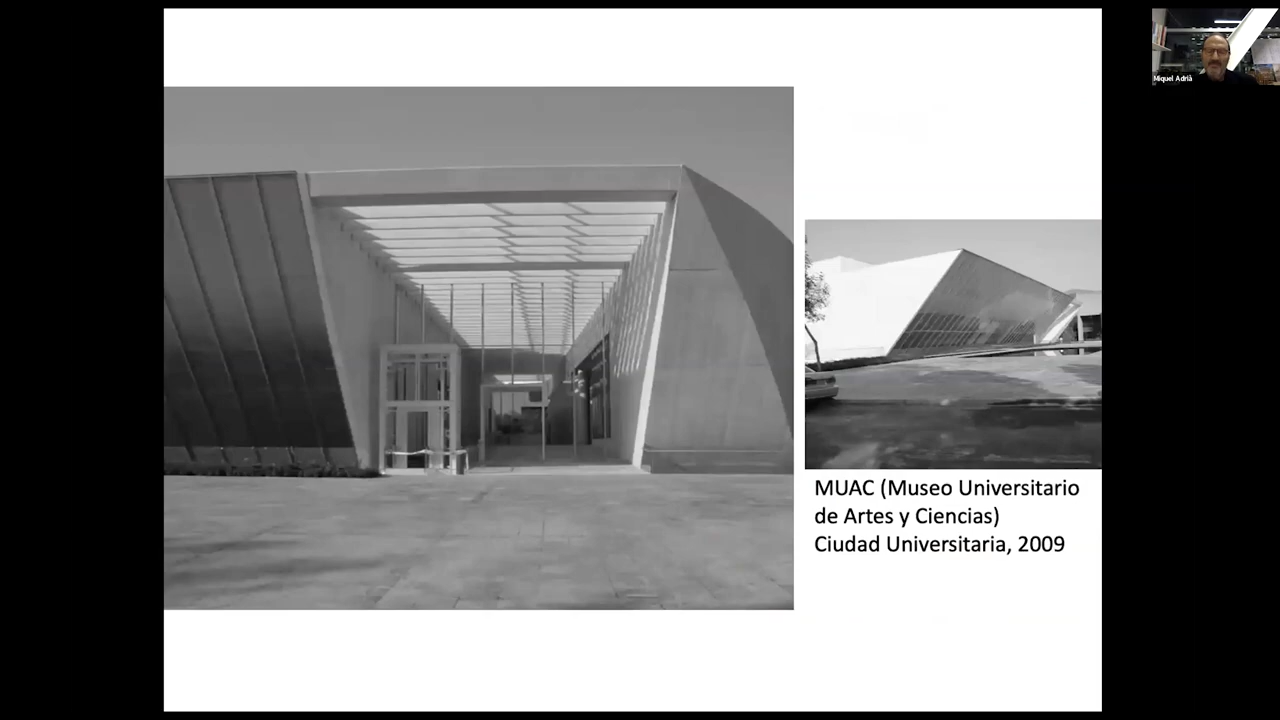 Miquel Adrià
MUAC (Museo Universitario
de Artes y Ciencias)
Ciudad Universitaria, 2009